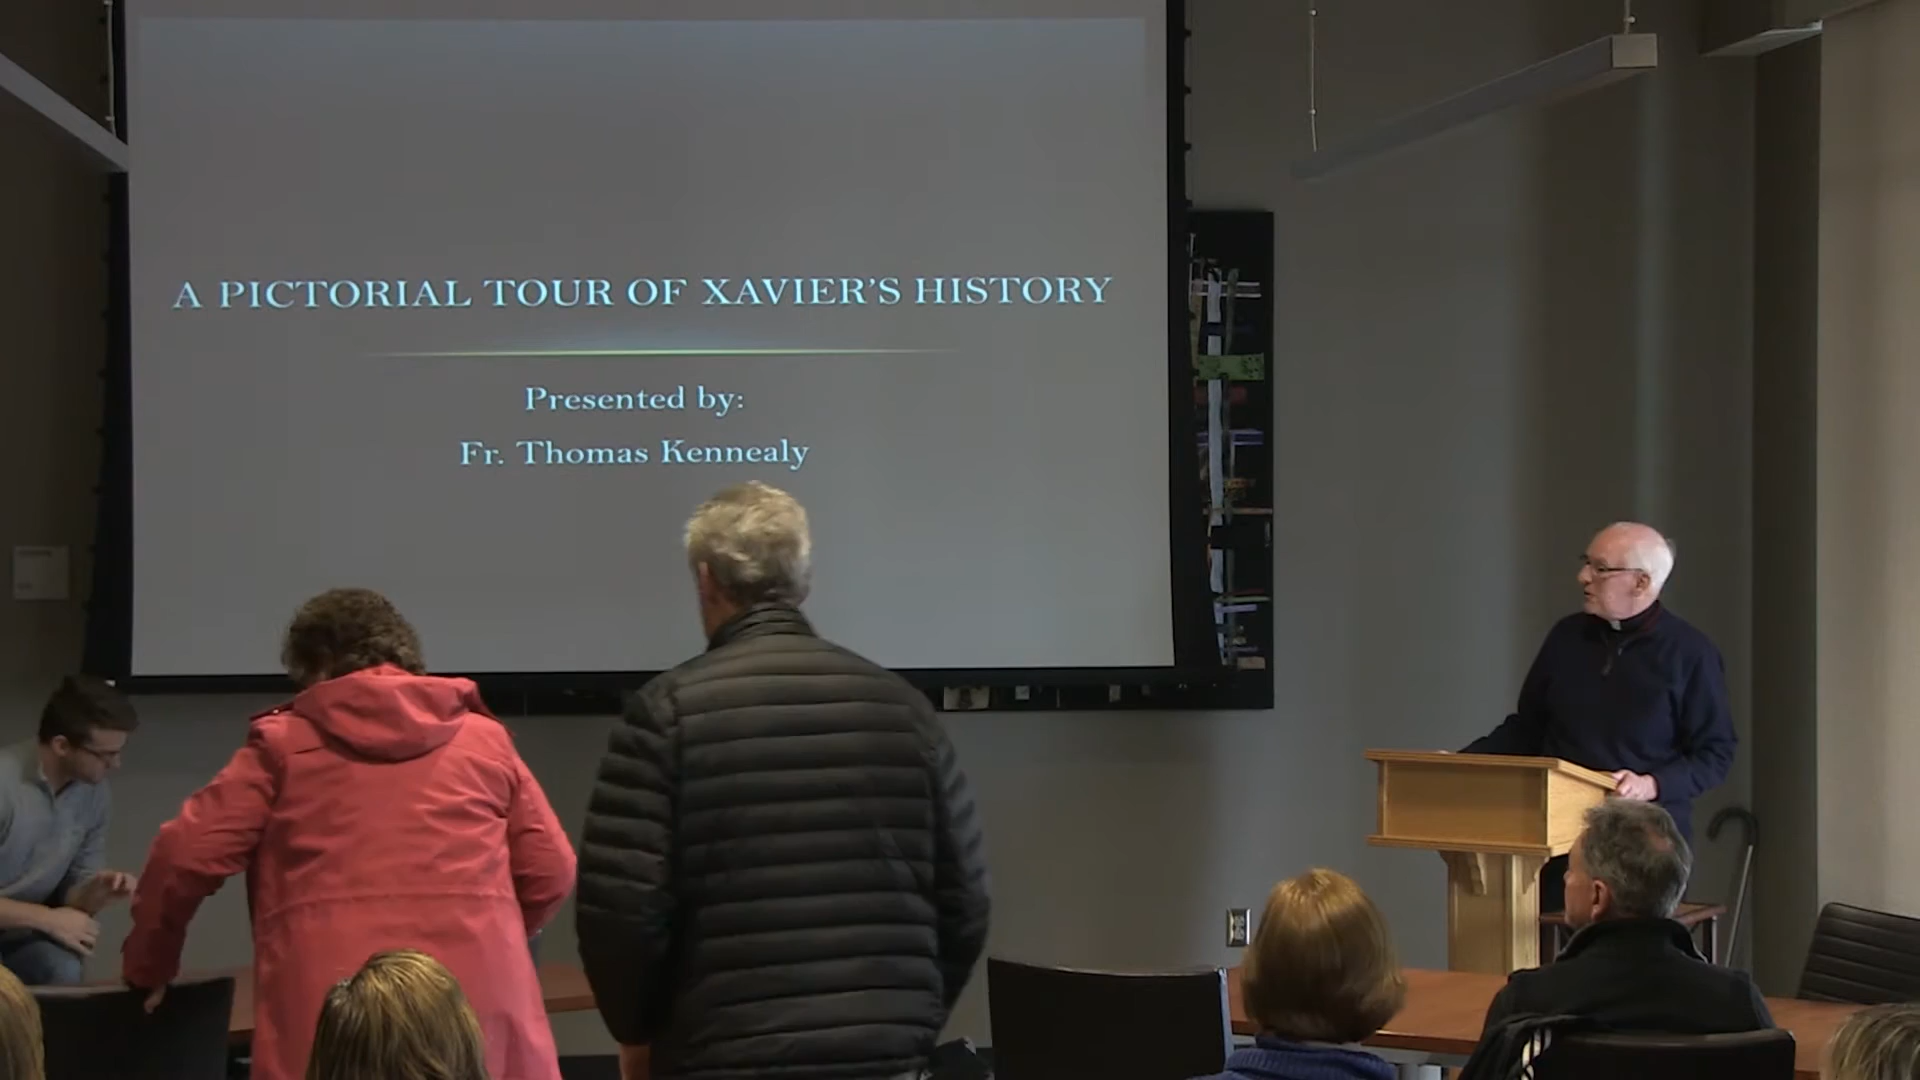 A PICTORIAL TOUR OF XAVIER'S HISTORY
Presented by:
Fr. Thomas Kennealy